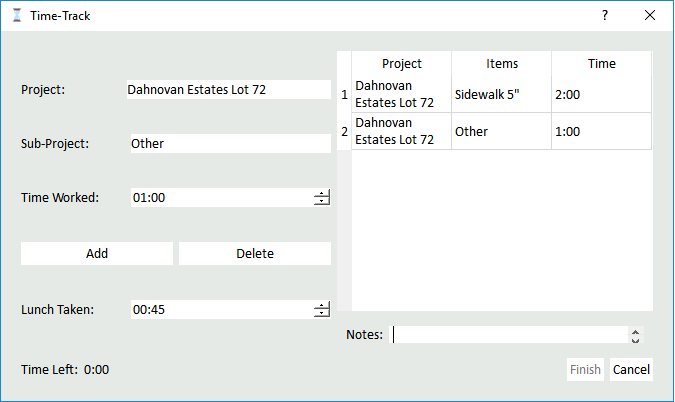 Time-Track
?
Project: Dahnovan Estates Lot 72
Sub-Project: Other
Time Worked: 01:00
Add Delete
Lunch Taken: 00:45
Time Left: 0:00
Project Items Time
1 Dahnovan Estates Lot 72 Sidewalk 5" 2:00
2 Dahnovan Estates Lot 72 Other 1:00
Notes:
Finish Cancel